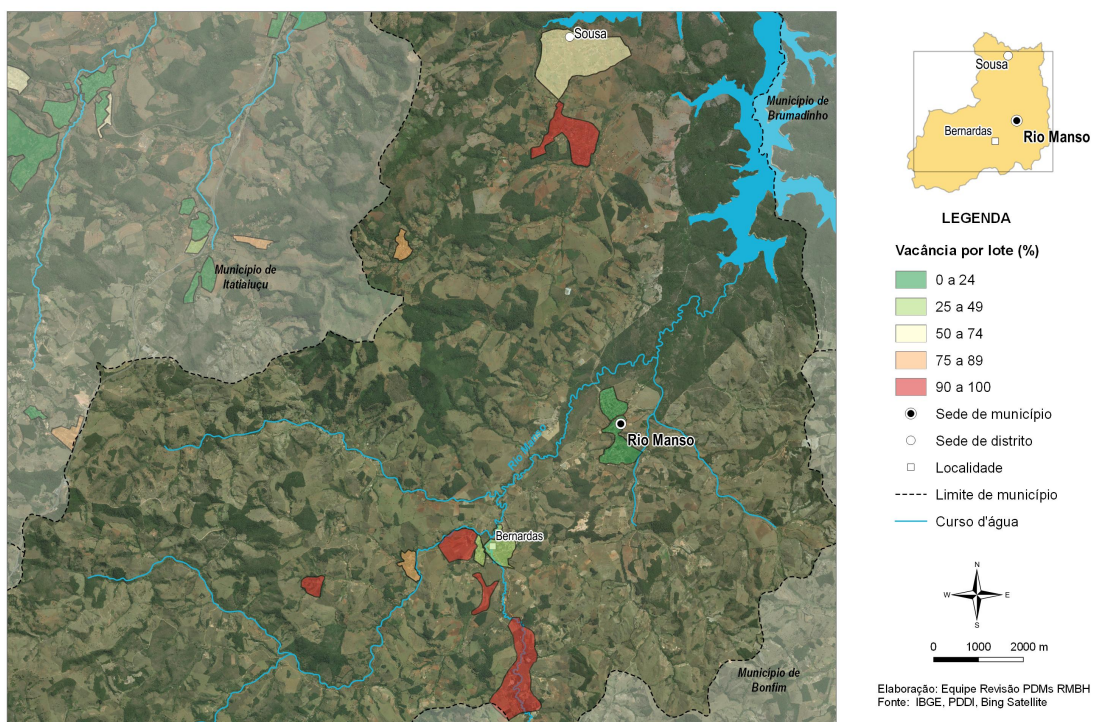 Sousa
Município de
Brumadinho
Município de
Itatiaiuçu
Rio Manso
Rio Manso
Bernardas
Município de
Bonfim
Sousa
Bernardas
Rio Manso
LEGENDA
Vacância por lote (%)
0 a 24
25 a 49
50 a 74
75 a 89
90 a 100
Sede de município
Sede de distrito
Localidade
Limite de município
Curso d'água
N
W
E
S
0 1000 2000 m
Elaboração: Equipe Revisão PDMs RMBH
Fonte: IBGE, PDDI, Bing Satellite